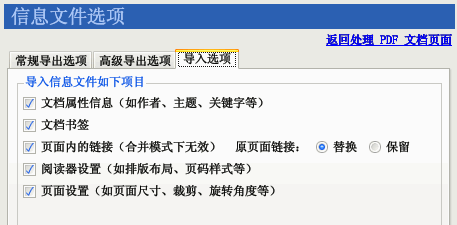 信息文件选项
返回处理 PDF 文档页面
常规导出选项 高级导出选项 导入选项
导入信息文件如下项目
文档属性信息（如作者、主题、关键字等）
文档书签
页面内的链接（合并模式下无效） 原页面链接： 替换 保留
阅读器设置（如排版布局、页码样式等）
页面设置（如页面尺寸、裁剪、旋转角度等）